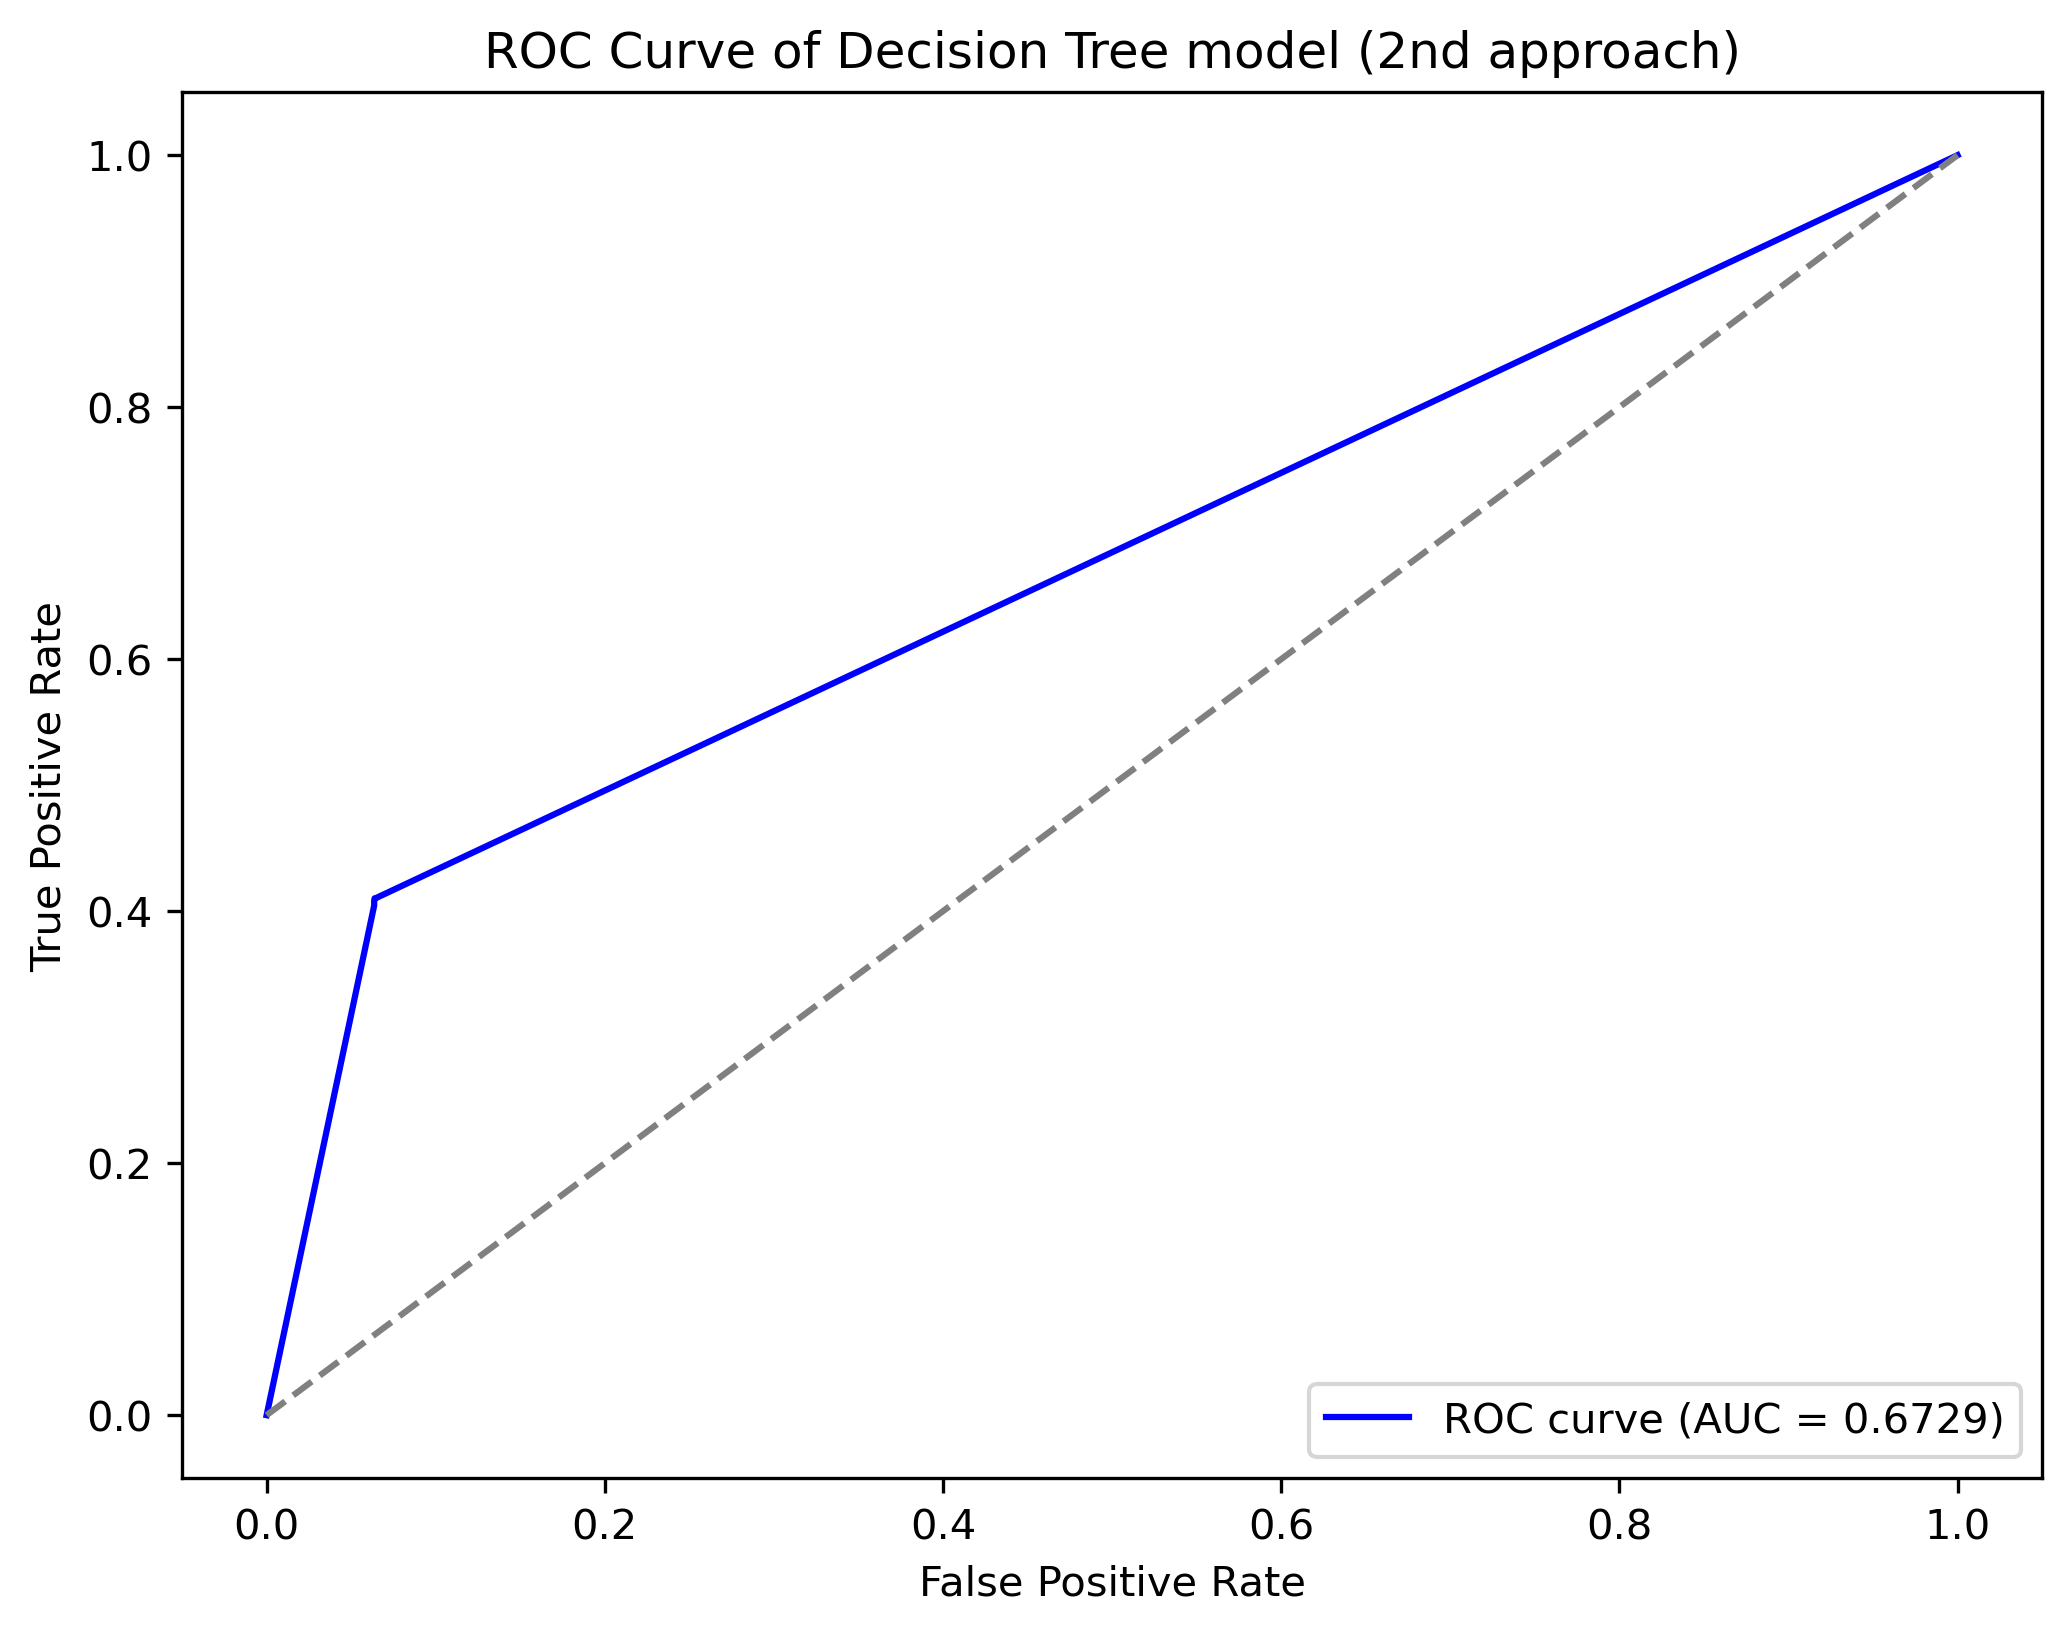 ROC Curve of Decision Tree model (2nd approach)
True Positive Rate
1.0
0.8
0.6
0.4
0.2
0.0
ROC curve (AUC = 0.6729)
0.0 0.2 0.4 0.6 0.8 1.0
False Positive Rate